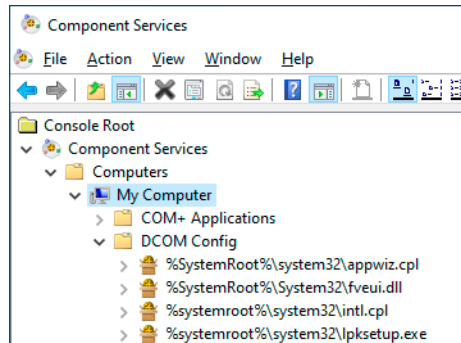 Component Services
File Action View Window Help
Console Root
Component Services
Computers
My Computer
COM+ Applications
DCOM Config
%SystemRoot%\system32\appwiz.cpl
%SystemRoot%\System32\fveui.dll
%systemroot%\system32\intl.cpl
%systemroot%\system32\lpksetup.exe